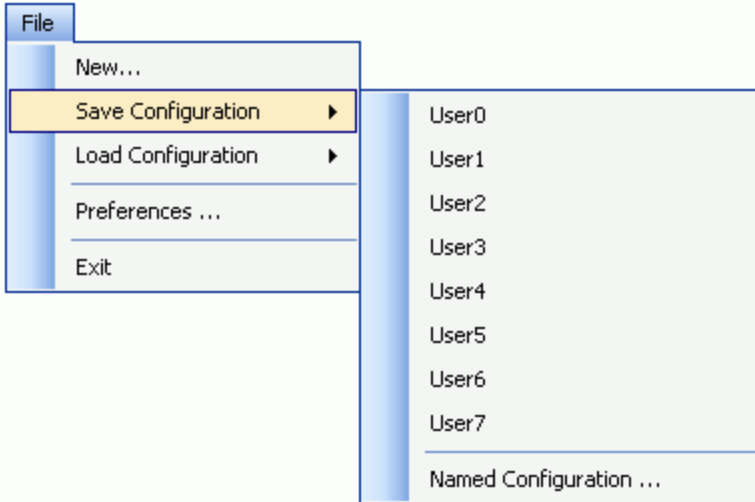 File
New...
Save Configuration
Load Configuration
Preferences ...
Exit
User0
User1
User2
User3
User4
User5
User6
User7
Named Configuration ...